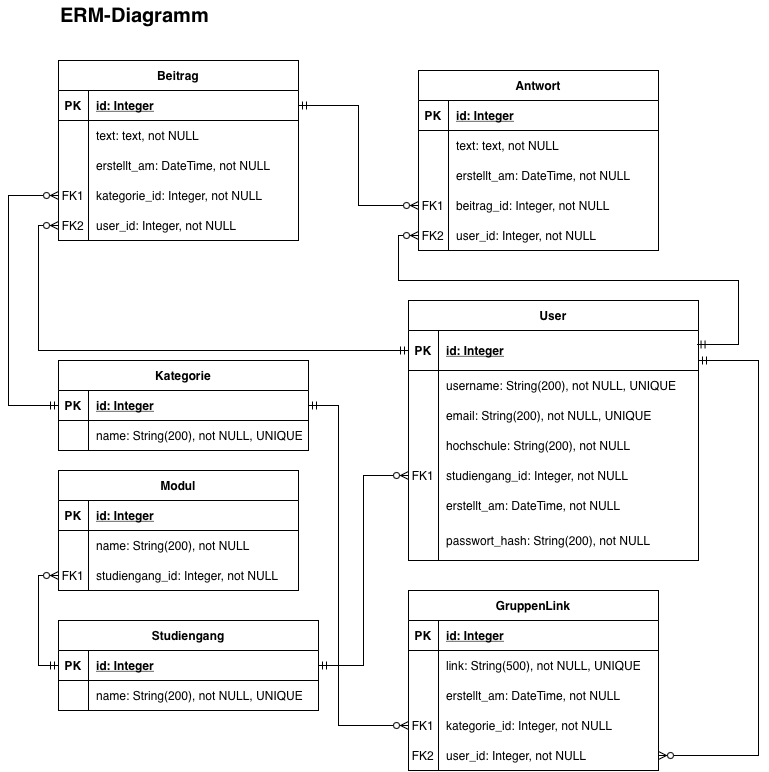 ERM-Diagramm
Beitrag
PK id: Integer
text: text, not NULL
erstellt_am: DateTime, not NULL
FK1 kategorie_id: Integer, not NULL
FK2 user_id: Integer, not NULL
Antwort
PK id: Integer
text: text, not NULL
erstellt_am: DateTime, not NULL
FK1 beitrag_id: Integer, not NULL
FK2 user_id: Integer, not NULL
User
PK id: Integer
username: String(200), not NULL, UNIQUE
email: String(200), not NULL, UNIQUE
hochschule: String(200), not NULL
FK1 studiengang_id: Integer, not NULL
erstellt_am: DateTime, not NULL
passwort_hash: String(200), not NULL
Kategorie
PK id: Integer
name: String(200), not NULL, UNIQUE
Modul
PK id: Integer
name: String(200), not NULL
FK1 studiengang_id: Integer, not NULL
Studiengang
PK id: Integer
name: String(200), not NULL, UNIQUE
GruppenLink
PK id: Integer
link: String(500), not NULL, UNIQUE
erstellt_am: DateTime, not NULL
FK1 kategorie_id: Integer, not NULL
FK2 user_id: Integer, not NULL